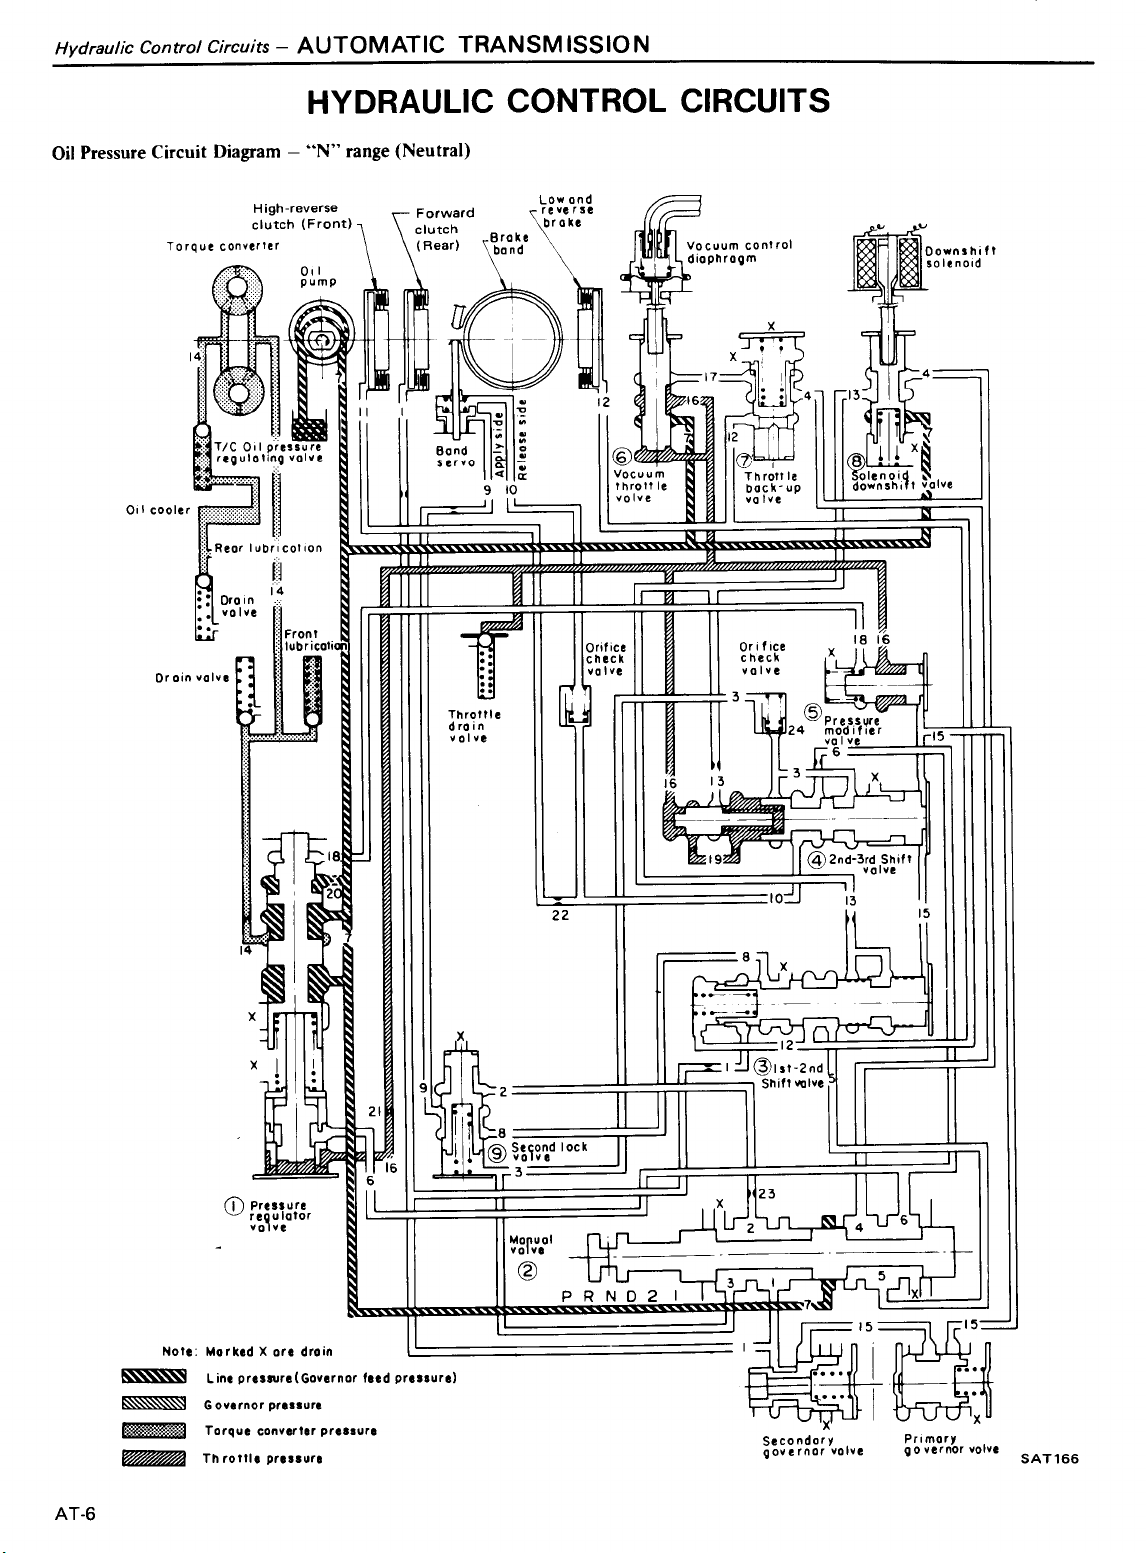 Hydraulic Control Circuits – AUTOMATIC TRANSMISSION
HYDRAULIC CONTROL CIRCUITS
Oil Pressure Circuit Diagram – “N” range (Neutral)
High-reverse
clutch (Front)
Forward
clutch
(Rear)
Low and
reverse
brake
Brake
band
Torque converter
Oil
pump
Vacuum control
diaphragm
Downshift
solenoid
X
X
14
7
17
16
4
13
4
1
1
2
12
7
7
X
T/C Oil pressure
regulating valve
Band
servo
Apply side
Release side
9 10
⑥
Vacuum
throttle
valve
⑦
Throttle
back-up
valve
⑧
Solenoid
downshift valve
Oil cooler
Rear lubrication
14
Drain
valve
Front
lubrication
Drain valve
Throttle
drain
valve
Orifice
check
valve
Orifice
check
valve
18 16
X
3
24
⑤ Pressure
modifier
valve
15
6
16
13
3
X
18
20
19
④ 2nd-3rd Shift
valve
22
10
13
15
14
7
8
X
X
X
X
12
1
③ 1st-2nd
Shift valve
5
9
2
21
8
⑨ Second lock
valve
3
16
6
23
① Pressure
regulator
valve
X
2
4
6
Manual
valve
②
3
1
5
X
P R N D 2 1
7
15
15
1
Note: Marked X are drain
Line pressure (Governor feed pressure)
Governor pressure
Torque converter pressure
Throttle pressure
X
X
Secondary
governor valve
Primary
governor valve
SAT166
AT-6